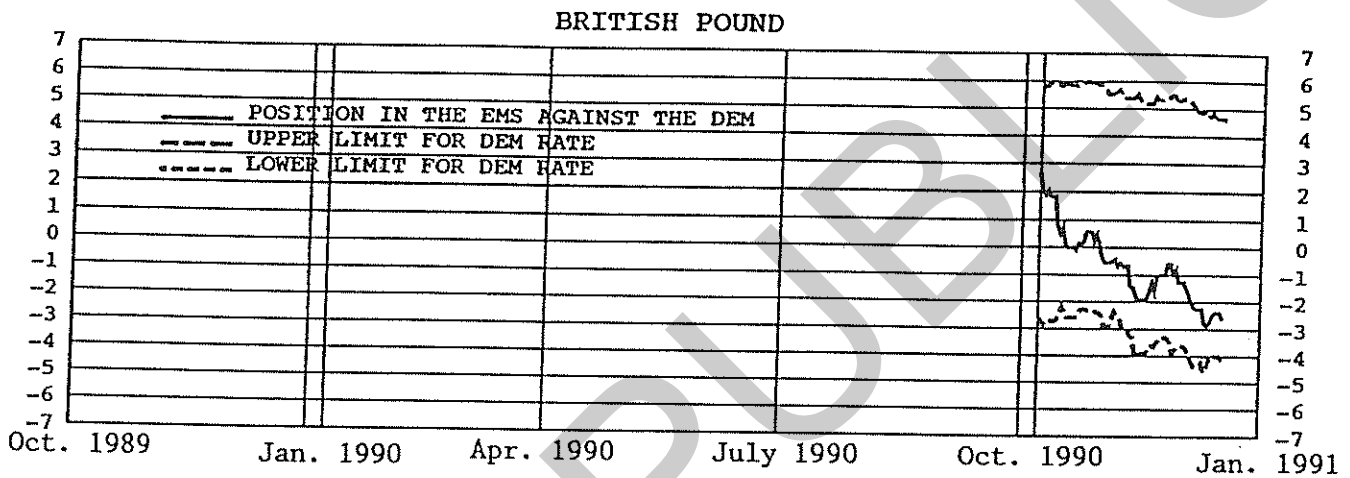 BRITISH POUND
7 7
6 6
5 5
4 4
3 3
2 2
1 1
0 0
-1 -1
-2 -2
-3 -3
-4 -4
-5 -5
-6 -6
-7 -7
POSITION IN THE EMS AGAINST THE DEM
UPPER LIMIT FOR DEM RATE
LOWER LIMIT FOR DEM RATE
Oct. 1989 Jan. 1990 Apr. 1990 July 1990 Oct. 1990 Jan. 1991
PUBLIC